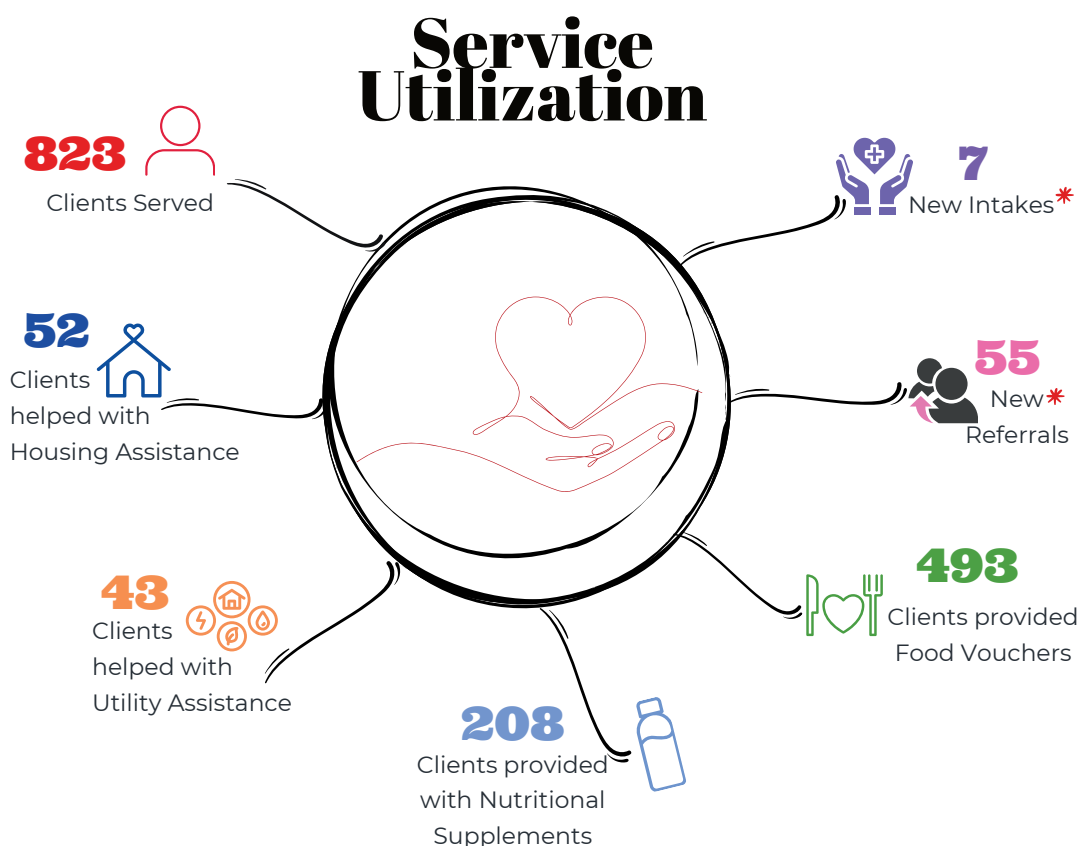 Service
Utilization
823
Clients Served
7
New Intakes*
52
Clients
helped with
Housing Assistance
55
New*
Referrals
43
Clients
helped with
Utility Assistance
493
Clients provided
Food Vouchers
208
Clients provided
with Nutritional
Supplements